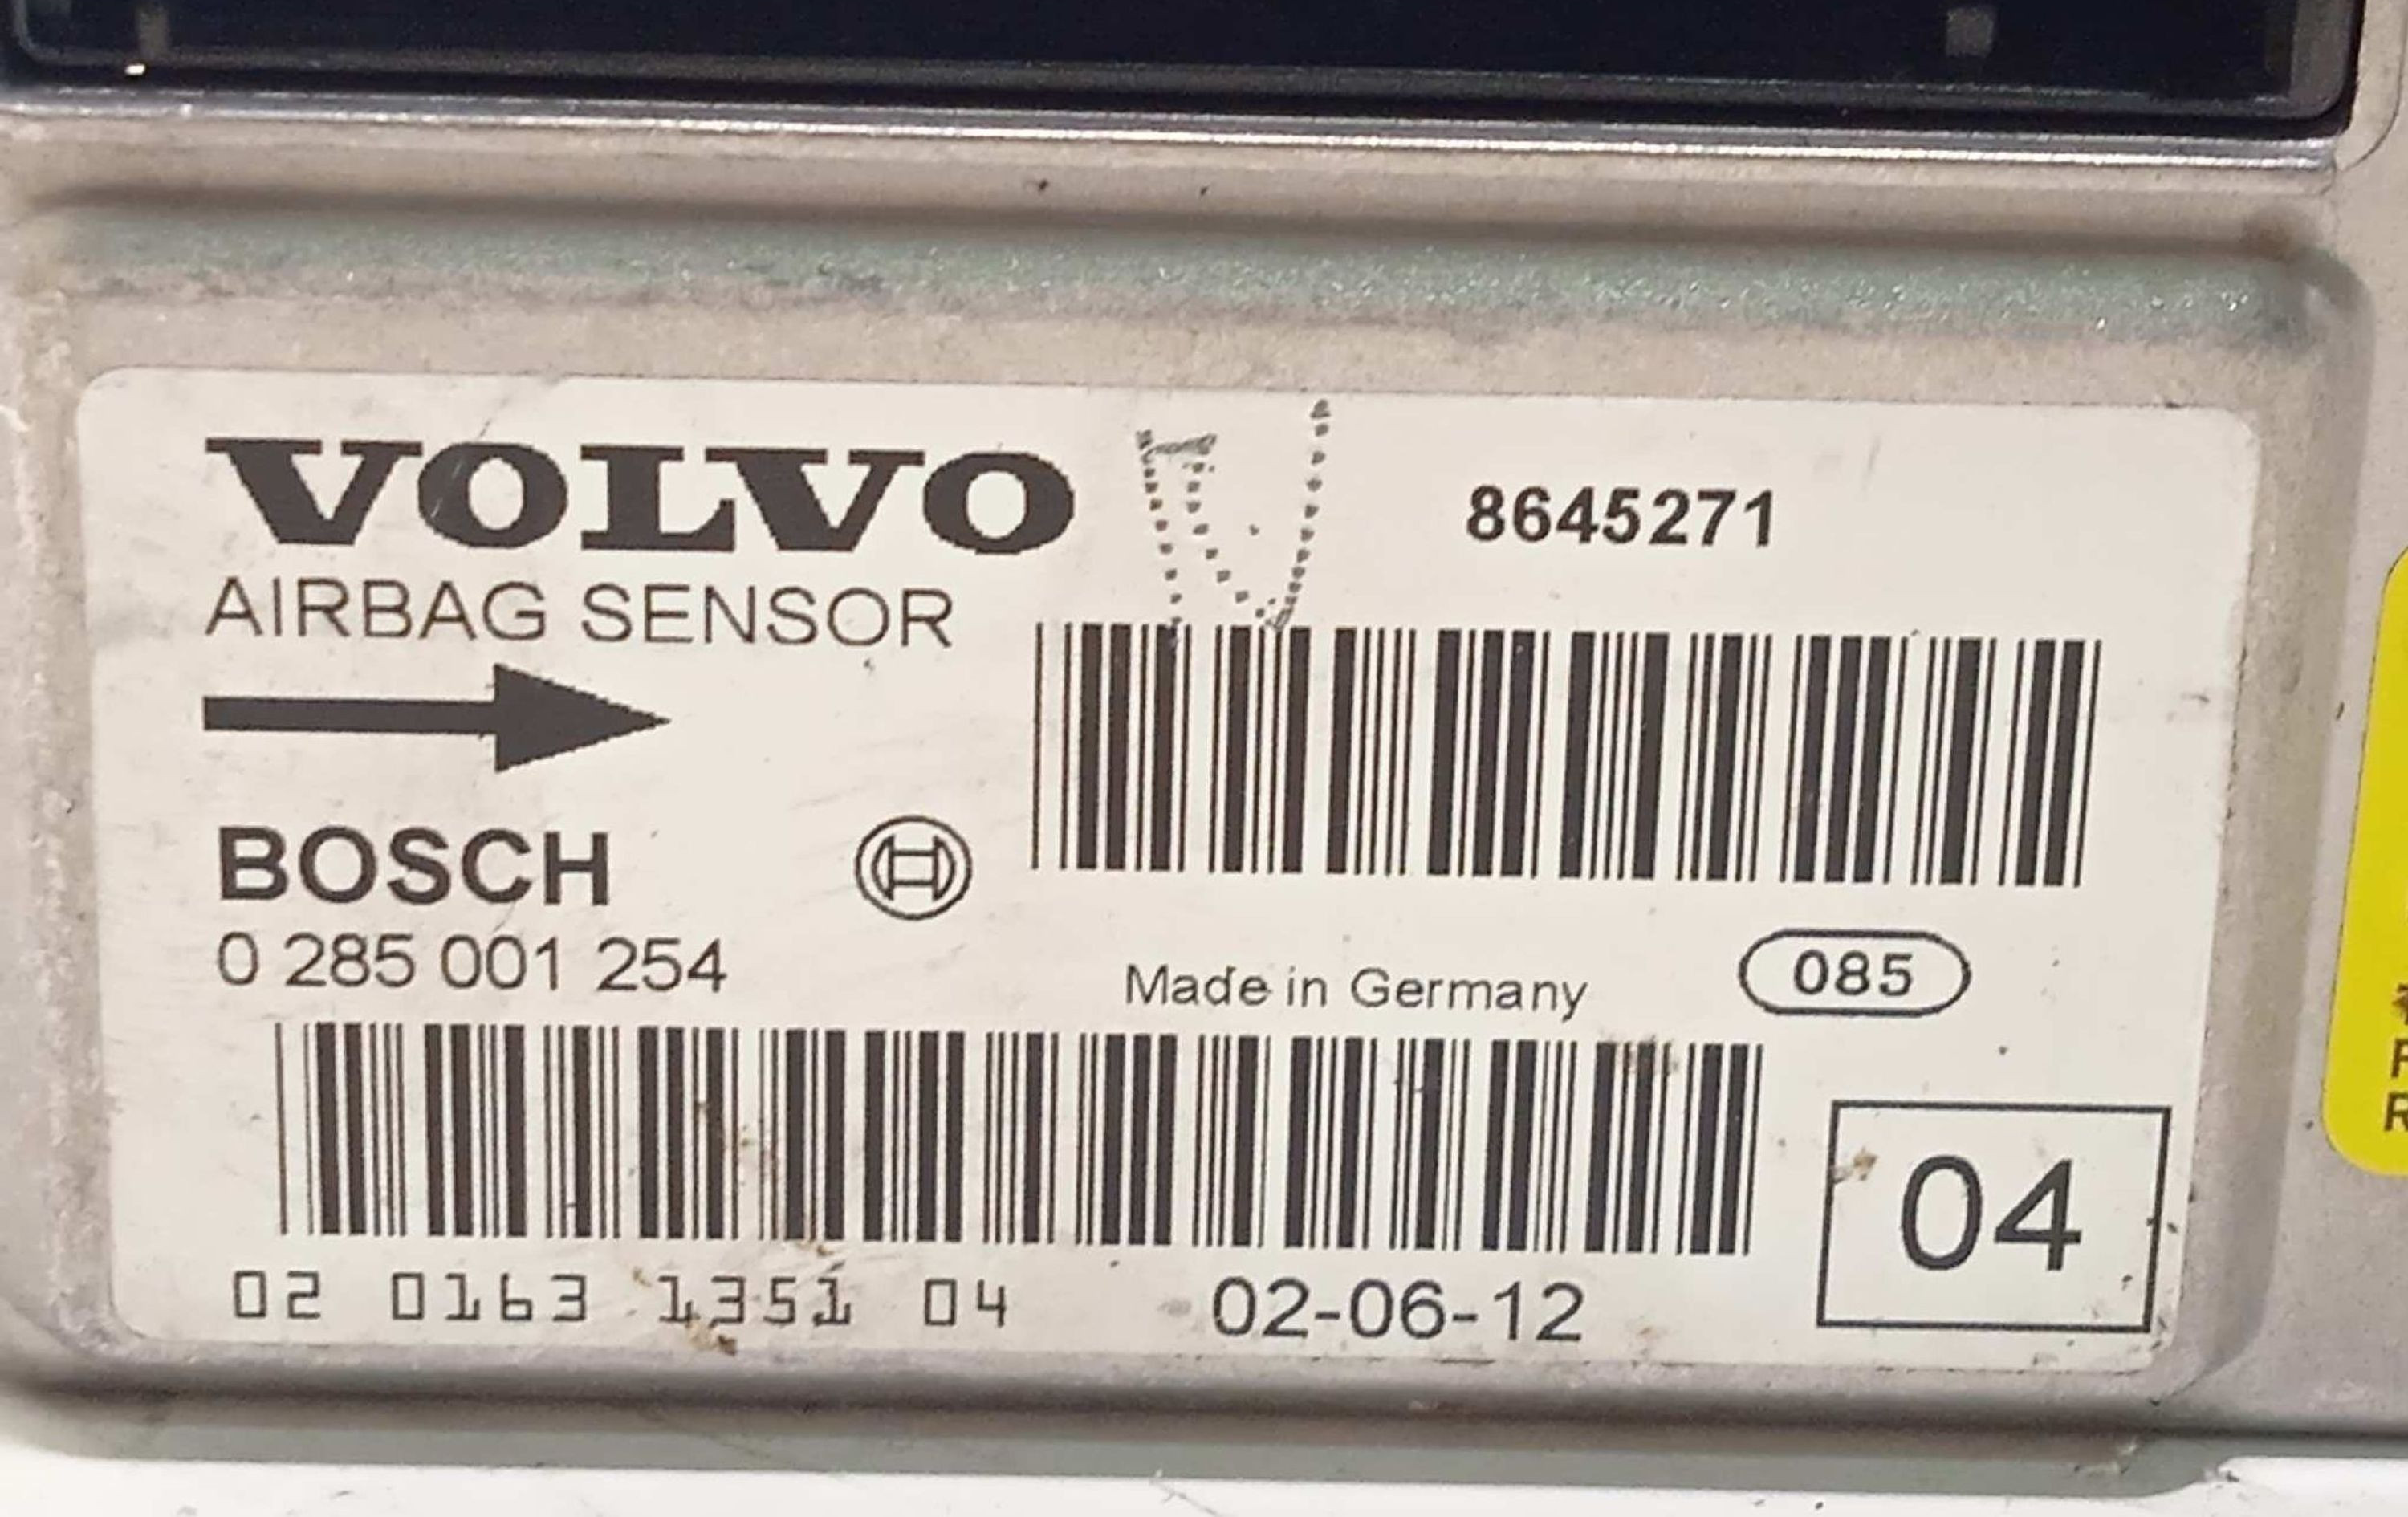 VOLVO
8645271
AIRBAG SENSOR
BOSCH
0 285 001 254
Made in Germany
085
04
02 0163 1351 04
02-06-12